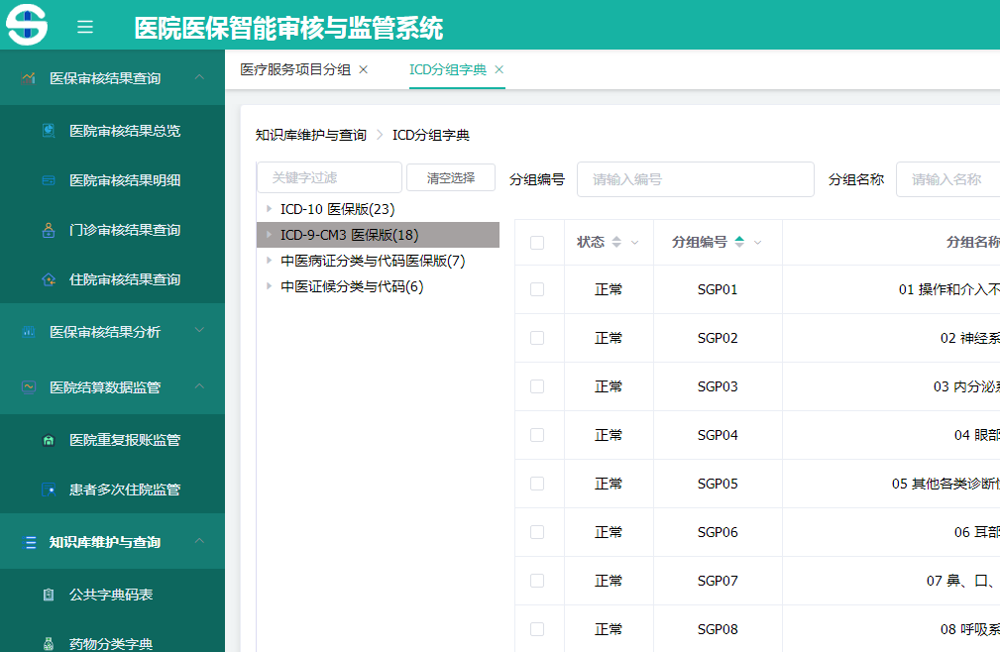 医院医保智能审核与监管系统
医保审核结果查询
医院审核结果总览
医院审核结果明细
门诊审核结果查询
住院审核结果查询
医保审核结果分析
医院结算数据监管
医院重复报账监管
患者多次住院监管
知识库维护与查询
公共字典码表
药物分类字典
医疗服务项目分组 ICD分组字典
知识库维护与查询 ICD分组字典
关键字过滤 清空选择 分组编号 请输入编号 分组名称 请输入名称
ICD-10 医保版(23)
ICD-9-CM3 医保版(18)
中医病证分类与代码医保版(7)
中医证候分类与代码(6)
状态 分组编号 分组名称
正常 SGP01 01 操作和介入不
正常 SGP02 02 神经系
正常 SGP03 03 内分泌系
正常 SGP04 04 眼部
正常 SGP05 05 其他各类诊断性
正常 SGP06 06 耳部
正常 SGP07 07 鼻、口、
正常 SGP08 08 呼吸系